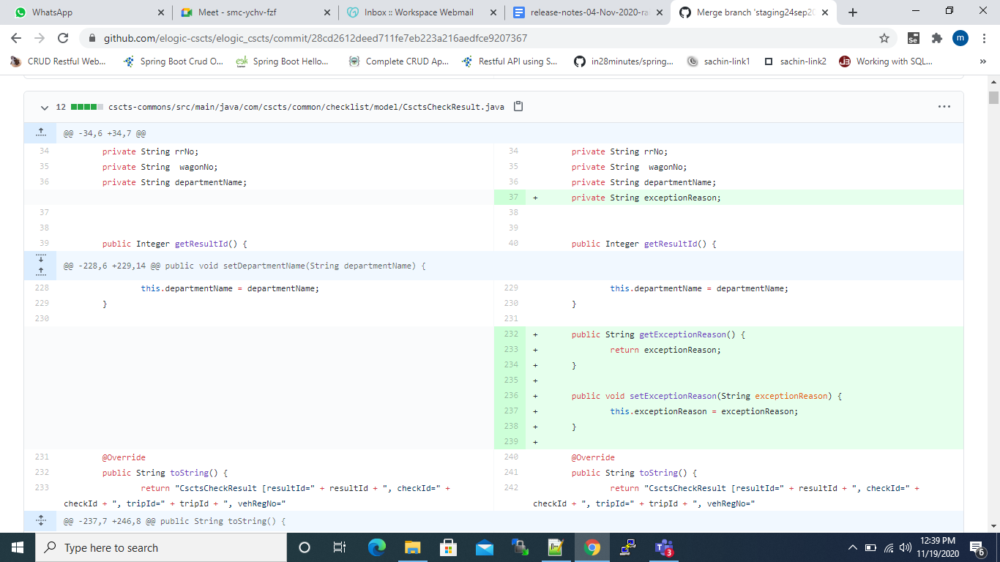 WhatsApp
Meet - smc-ychv-fzf
Inbox :: Workspace Webmail
release-notes-04-Nov-2020-ra
Merge branch 'staging24sep20
github.com/elogic-cscts/elogic_cscts/commit/28cd2612deed711fe7eb223a216aedfce9207367
Se
m
CRUD Restful Web...
Spring Boot Crud O...
Spring Boot Hello...
Complete CRUD Ap...
Restful API using S...
in28minutes/spring...
sachin-link1
sachin-link2
Working with SQL...
12 cscts-commons/src/main/java/com/cscts/common/checklist/model/CsctsCheckResult.java
@@ -34,6 +34,7 @@
34 private String rrNo; 34 private String rrNo;
35 private String  wagonNo; 35 private String  wagonNo;
36 private String departmentName; 36 private String departmentName;
37 + private String exceptionReason;
37 38
38 39
39 public Integer getResultId() { 40 public Integer getResultId() {
@@ -228,6 +229,14 @@ public void setDepartmentName(String departmentName) {
228 this.departmentName = departmentName; 229 this.departmentName = departmentName;
229 } 230 }
230 231
232 + public String getExceptionReason() {
233 + return exceptionReason;
234 + }
235 +
236 + public void setExceptionReason(String exceptionReason) {
237 + this.exceptionReason = exceptionReason;
238 + }
239 +
231 @Override 240 @Override
232 public String toString() { 241 public String toString() {
233 return "CsctsCheckResult [resultId=" + resultId + ", checkId=" + 242 return "CsctsCheckResult [resultId=" + resultId + ", checkId=" +
checkId + ", tripId=" + tripId + ", vehRegNo=" checkId + ", tripId=" + tripId + ", vehRegNo="
@@ -237,7 +246,8 @@ public String toString() {
Type here to search
3
12:39 PM
11/19/2020
6